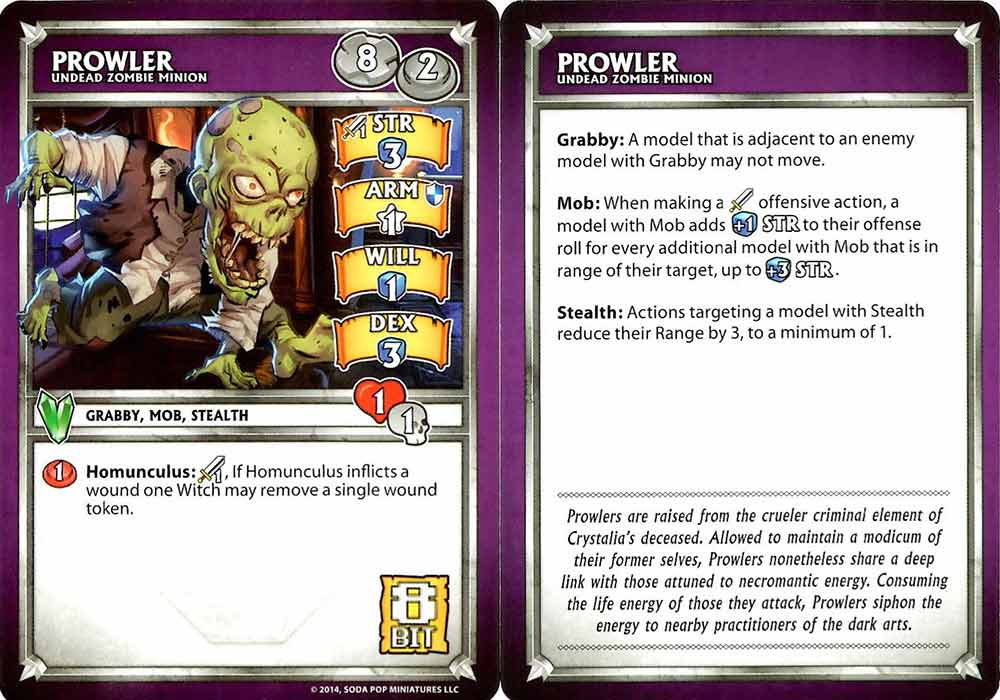 PROWLER
UNDEAD ZOMBIE MINION
8
2
STR
3
ARM
1
WILL
1
DEX
3
1
1
GRABBY, MOB, STEALTH
1
1
Homunculus: , If Homunculus inflicts a
wound one Witch may remove a single wound
token.
8
BIT
© 2014, SODA POP MINIATURES LLC
PROWLER
UNDEAD ZOMBIE MINION
Grabby: A model that is adjacent to an enemy
model with Grabby may not move.
Mob: When making a offensive action, a
model with Mob adds +1 STR to their offense
roll for every additional model with Mob that is in
range of their target, up to +3 STR.
Stealth: Actions targeting a model with Stealth
reduce their Range by 3, to a minimum of 1.
Prowlers are raised from the crueler criminal element of
Crystalia's deceased. Allowed to maintain a modicum of
their former selves, Prowlers nonetheless share a deep
link with those attuned to necromantic energy. Consuming
the life energy of those they attack, Prowlers siphon the
energy to nearby practitioners of the dark arts.